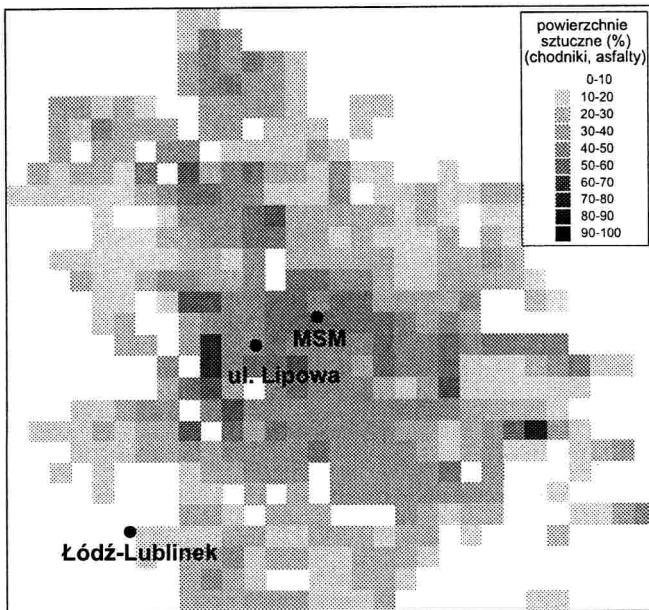 powierzchnie
sztuczne (%)
(chodniki, asfalty)
0-10
10-20
20-30
30-40
40-50
50-60
60-70
70-80
80-90
90-100
MSM
ul. Lipowa
Łódź-Lublinek